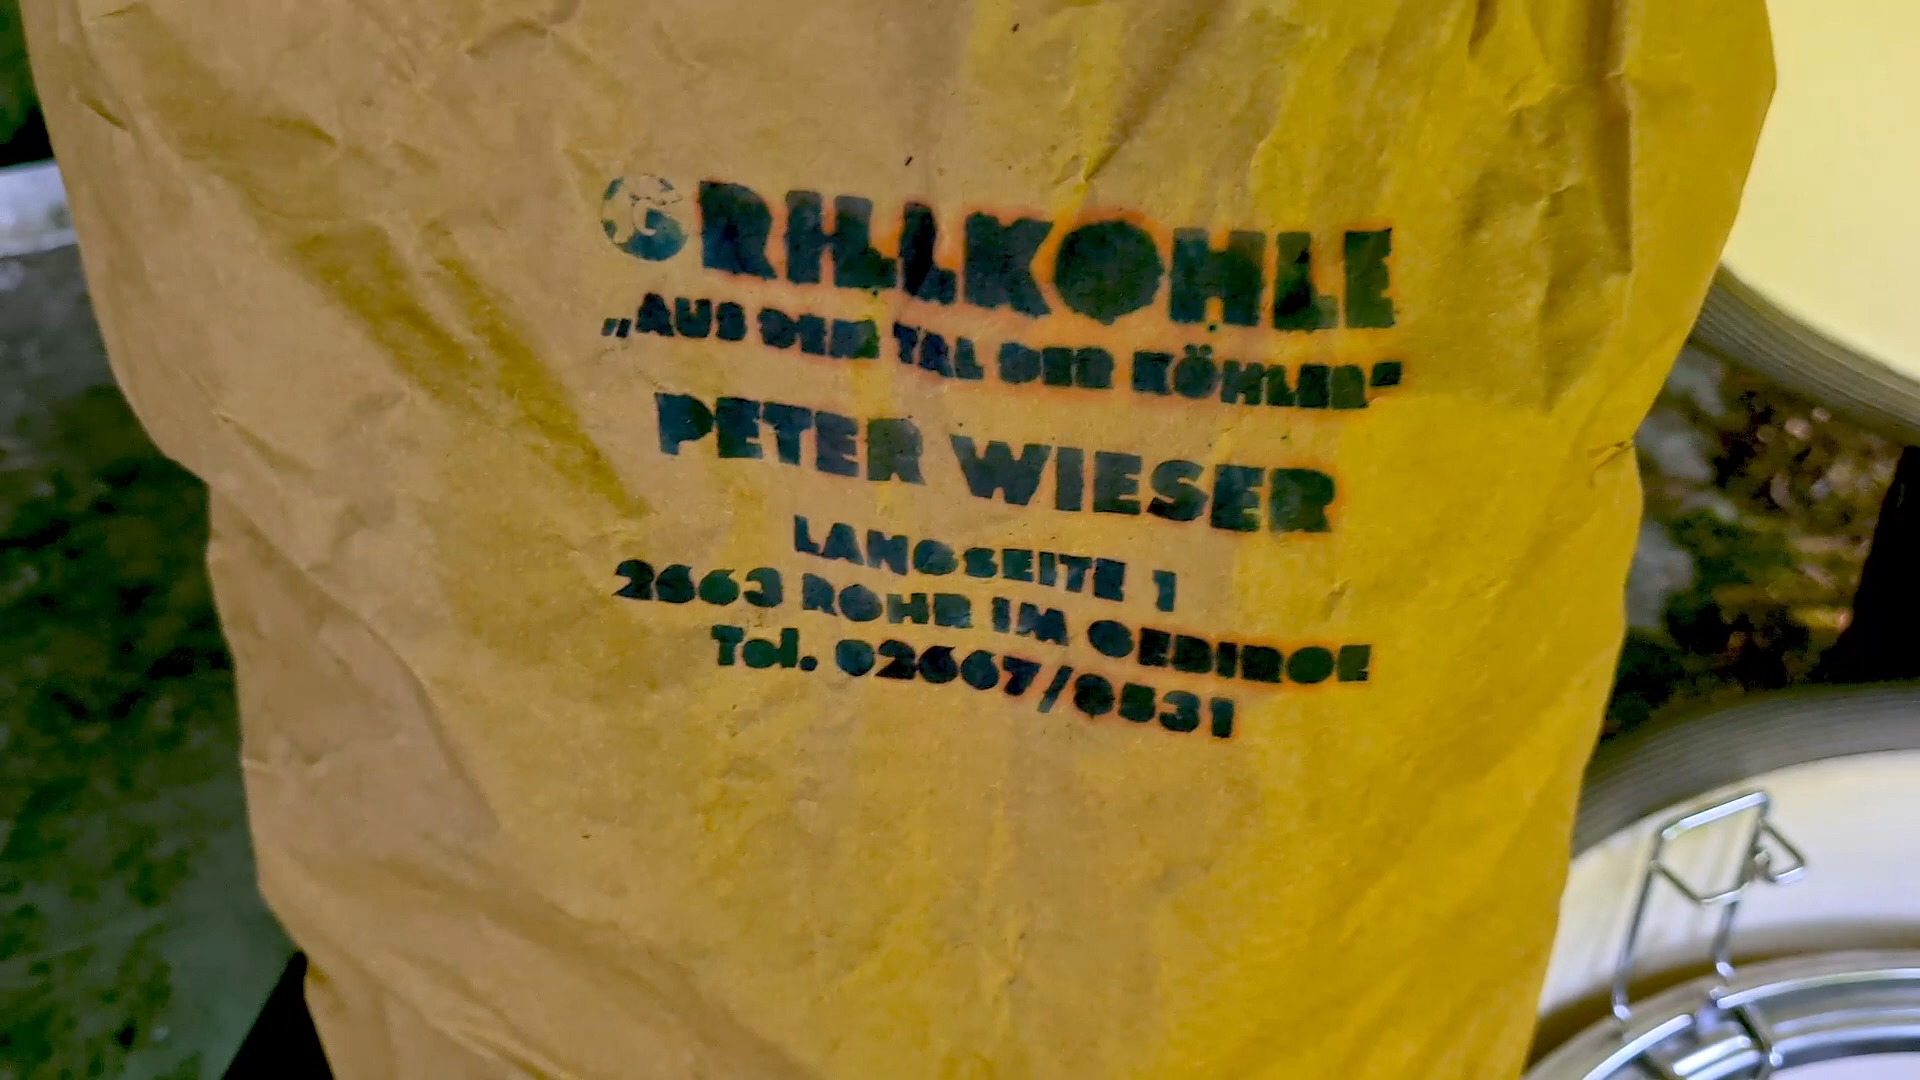 GRILLKOHLE
„AUS DEM TAL DER KÖHLER"
PETER WIESER
LANGSEITE 1
2663 ROHR IM GEBIRGE
Tel. 02667/8531